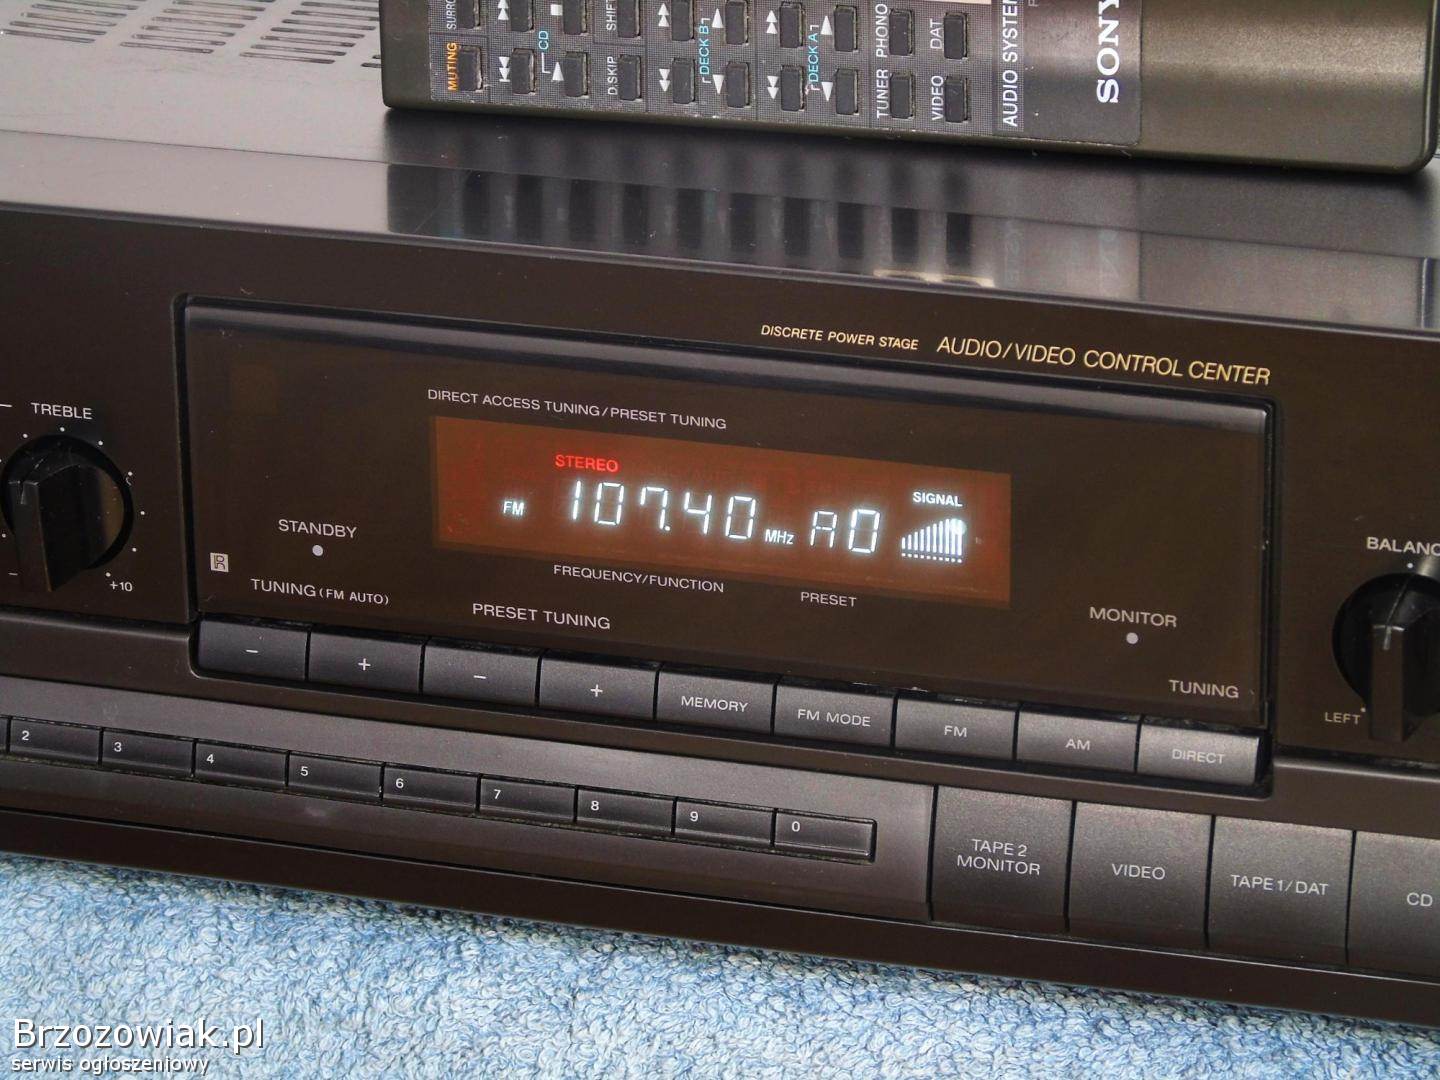 MUTING
CD
D.SKIP
DECK B
DECK A
TUNER PHONO
VIDEO DAT
AUDIO SYSTEM
SONY
DISCRETE POWER STAGE AUDIO/VIDEO CONTROL CENTER
DIRECT ACCESS TUNING/PRESET TUNING
TREBLE
+10
STEREO
FM 107.40 MHz A0
SIGNAL
FREQUENCY/FUNCTION
PRESET
STANDBY
TUNING (FM AUTO)
PRESET TUNING
MONITOR
TUNING
BALANC
LEFT
− + − + MEMORY FM MODE FM AM DIRECT
2 3 4 5 6 7 8 9 0
TAPE 2
MONITOR
VIDEO
TAPE 1/DAT
CD
Brzozowiak.pl
serwis ogłoszeniowy